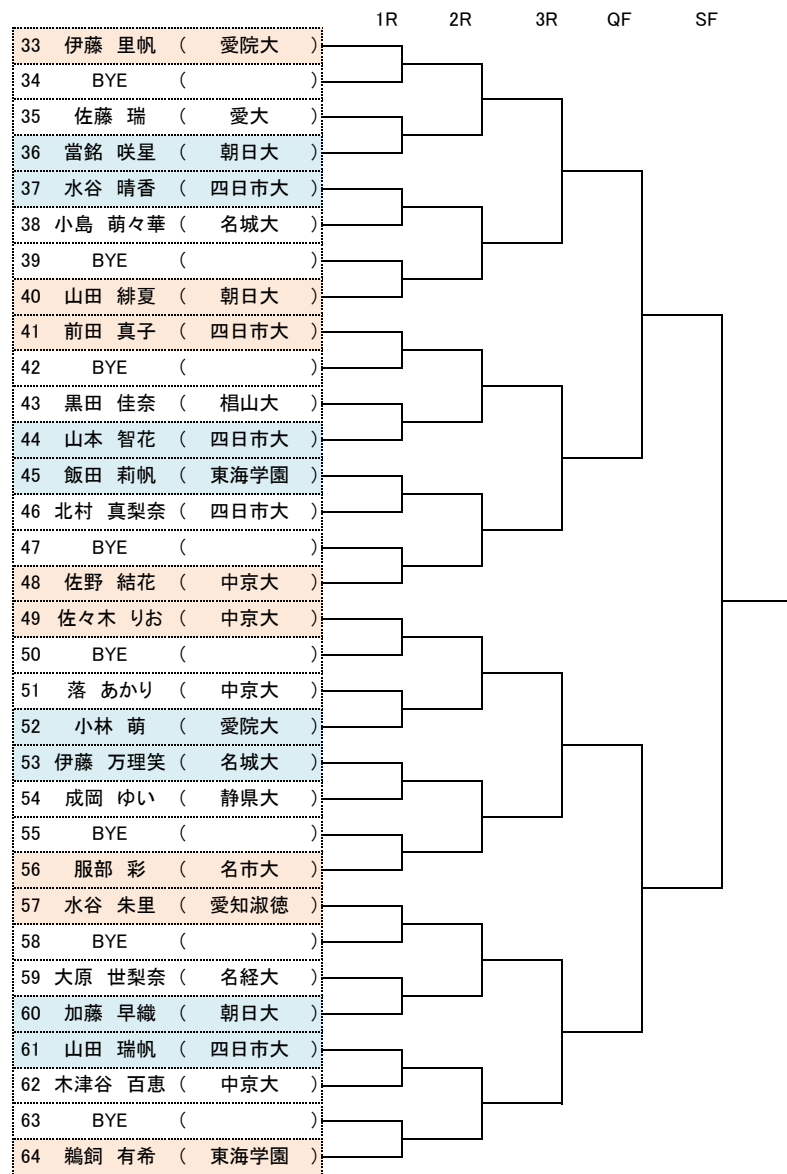 1R 2R 3R QF SF
33 伊藤 里帆 ( 愛院大 )
34 BYE ( )
35 佐藤 瑞 ( 愛大 )
36 當銘 咲星 ( 朝日大 )
37 水谷 晴香 ( 四日市大 )
38 小島 萌々華 ( 名城大 )
39 BYE ( )
40 山田 緋夏 ( 朝日大 )
41 前田 真子 ( 四日市大 )
42 BYE ( )
43 黒田 佳奈 ( 椙山大 )
44 山本 智花 ( 四日市大 )
45 飯田 莉帆 ( 東海学園 )
46 北村 真梨奈 ( 四日市大 )
47 BYE ( )
48 佐野 結花 ( 中京大 )
49 佐々木 りお ( 中京大 )
50 BYE ( )
51 落 あかり ( 中京大 )
52 小林 萌 ( 愛院大 )
53 伊藤 万理笑 ( 名城大 )
54 成岡 ゆい ( 静県大 )
55 BYE ( )
56 服部 彩 ( 名市大 )
57 水谷 朱里 ( 愛知淑徳 )
58 BYE ( )
59 大原 世梨奈 ( 名経大 )
60 加藤 早織 ( 朝日大 )
61 山田 瑞帆 ( 四日市大 )
62 木津谷 百恵 ( 中京大 )
63 BYE ( )
64 鵜飼 有希 ( 東海学園 )